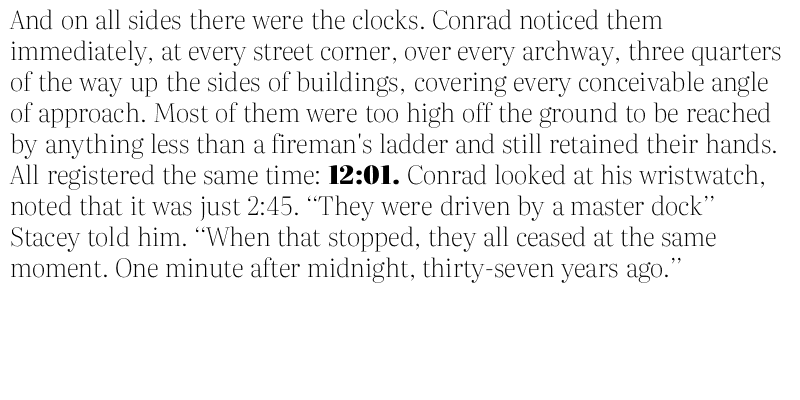 And on all sides there were the clocks. Conrad noticed them
immediately, at every street corner, over every archway, three quarters
of the way up the sides of buildings, covering every conceivable angle
of approach. Most of them were too high off the ground to be reached
by anything less than a fireman's ladder and still retained their hands.
All registered the same time: 12:01. Conrad looked at his wristwatch,
noted that it was just 2:45. “They were driven by a master dock”
Stacey told him. “When that stopped, they all ceased at the same
moment. One minute after midnight, thirty-seven years ago.”